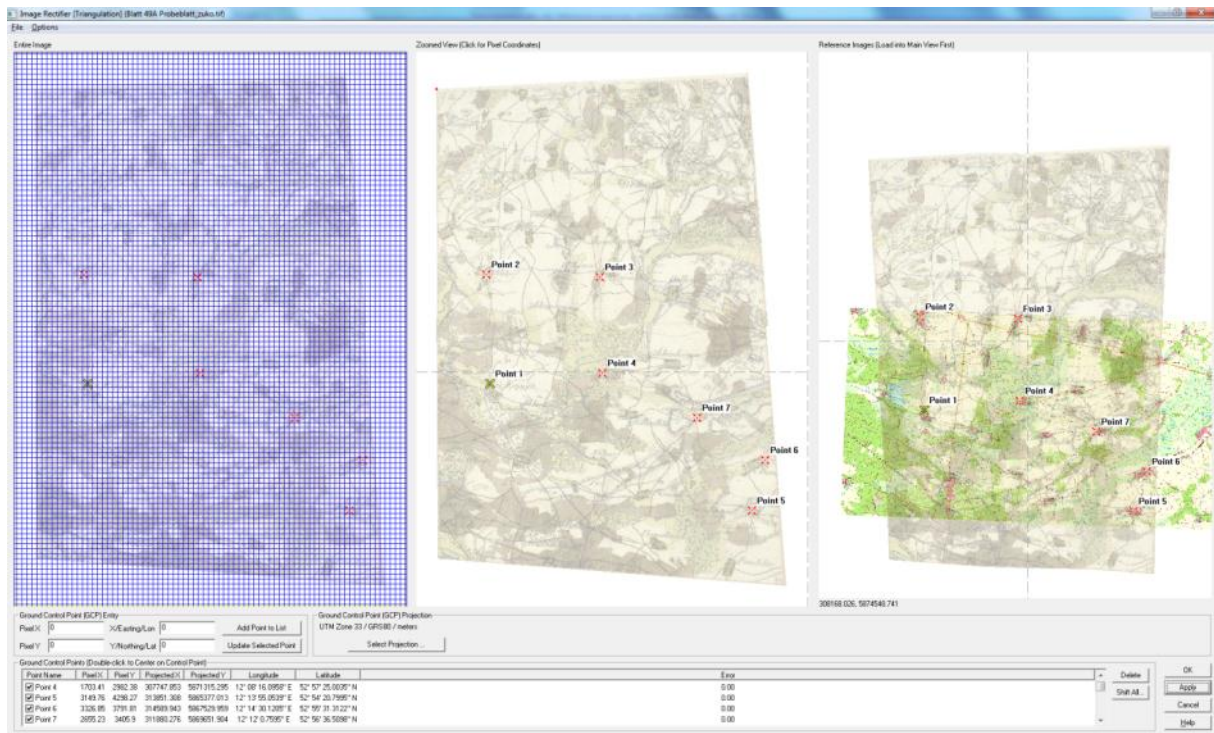 Image Rectifier (Triangulation) (Blatt 49A Probeblatt_zuko.tif)
File Options
Entire Image
Zoomed View (Click for Pixel Coordinates)
Reference Images (Load into Main View First)
Point 2
Point 3
Point 4
Point 1
Point 7
Point 6
Point 5
Point 2
Point 3
Point 4
Point 1
Point 7
Point 6
Point 5
308168.026, 5874548.741
Ground Control Point (GCP) Entry
Pixel X 0 X/Easting/Lon 0 Add Point to List
Pixel Y 0 Y/Northing/Lat 0 Update Selected Point
Ground Control Point (GCP) Projection
UTM Zone 33 / GRS80 / meters
Select Projection ...
Ground Control Points (Double-click to Center on Control Point)
Point Name Pixel X Pixel Y Projected X Projected Y Longitude Latitude Error
Point 4 1703.41 2982.38 307747.853 5871315.295 12° 08' 16.0958" E 52° 57' 25.0035" N 0.00
Point 5 3149.76 4298.27 313851.308 5865377.013 12° 13' 55.0539" E 52° 54' 20.7995" N 0.00
Point 6 3326.85 3791.81 314589.943 5867529.959 12° 14' 30.1205" E 52° 55' 31.3122" N 0.00
Point 7 2655.23 3405.9 311880.276 5869651.904 12° 12' 0.7595" E 52° 56' 36.5098" N 0.00
Delete
Shift All...
OK
Apply
Cancel
Help